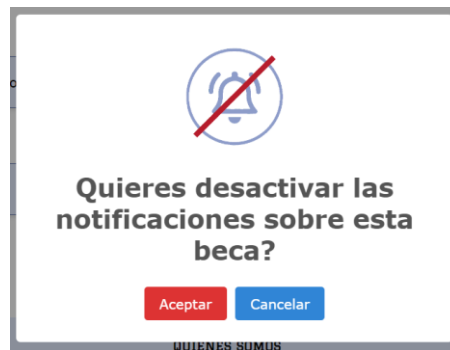 Quieres desactivar las
notificaciones sobre esta
beca?
Aceptar Cancelar
QUIENES SOMOS